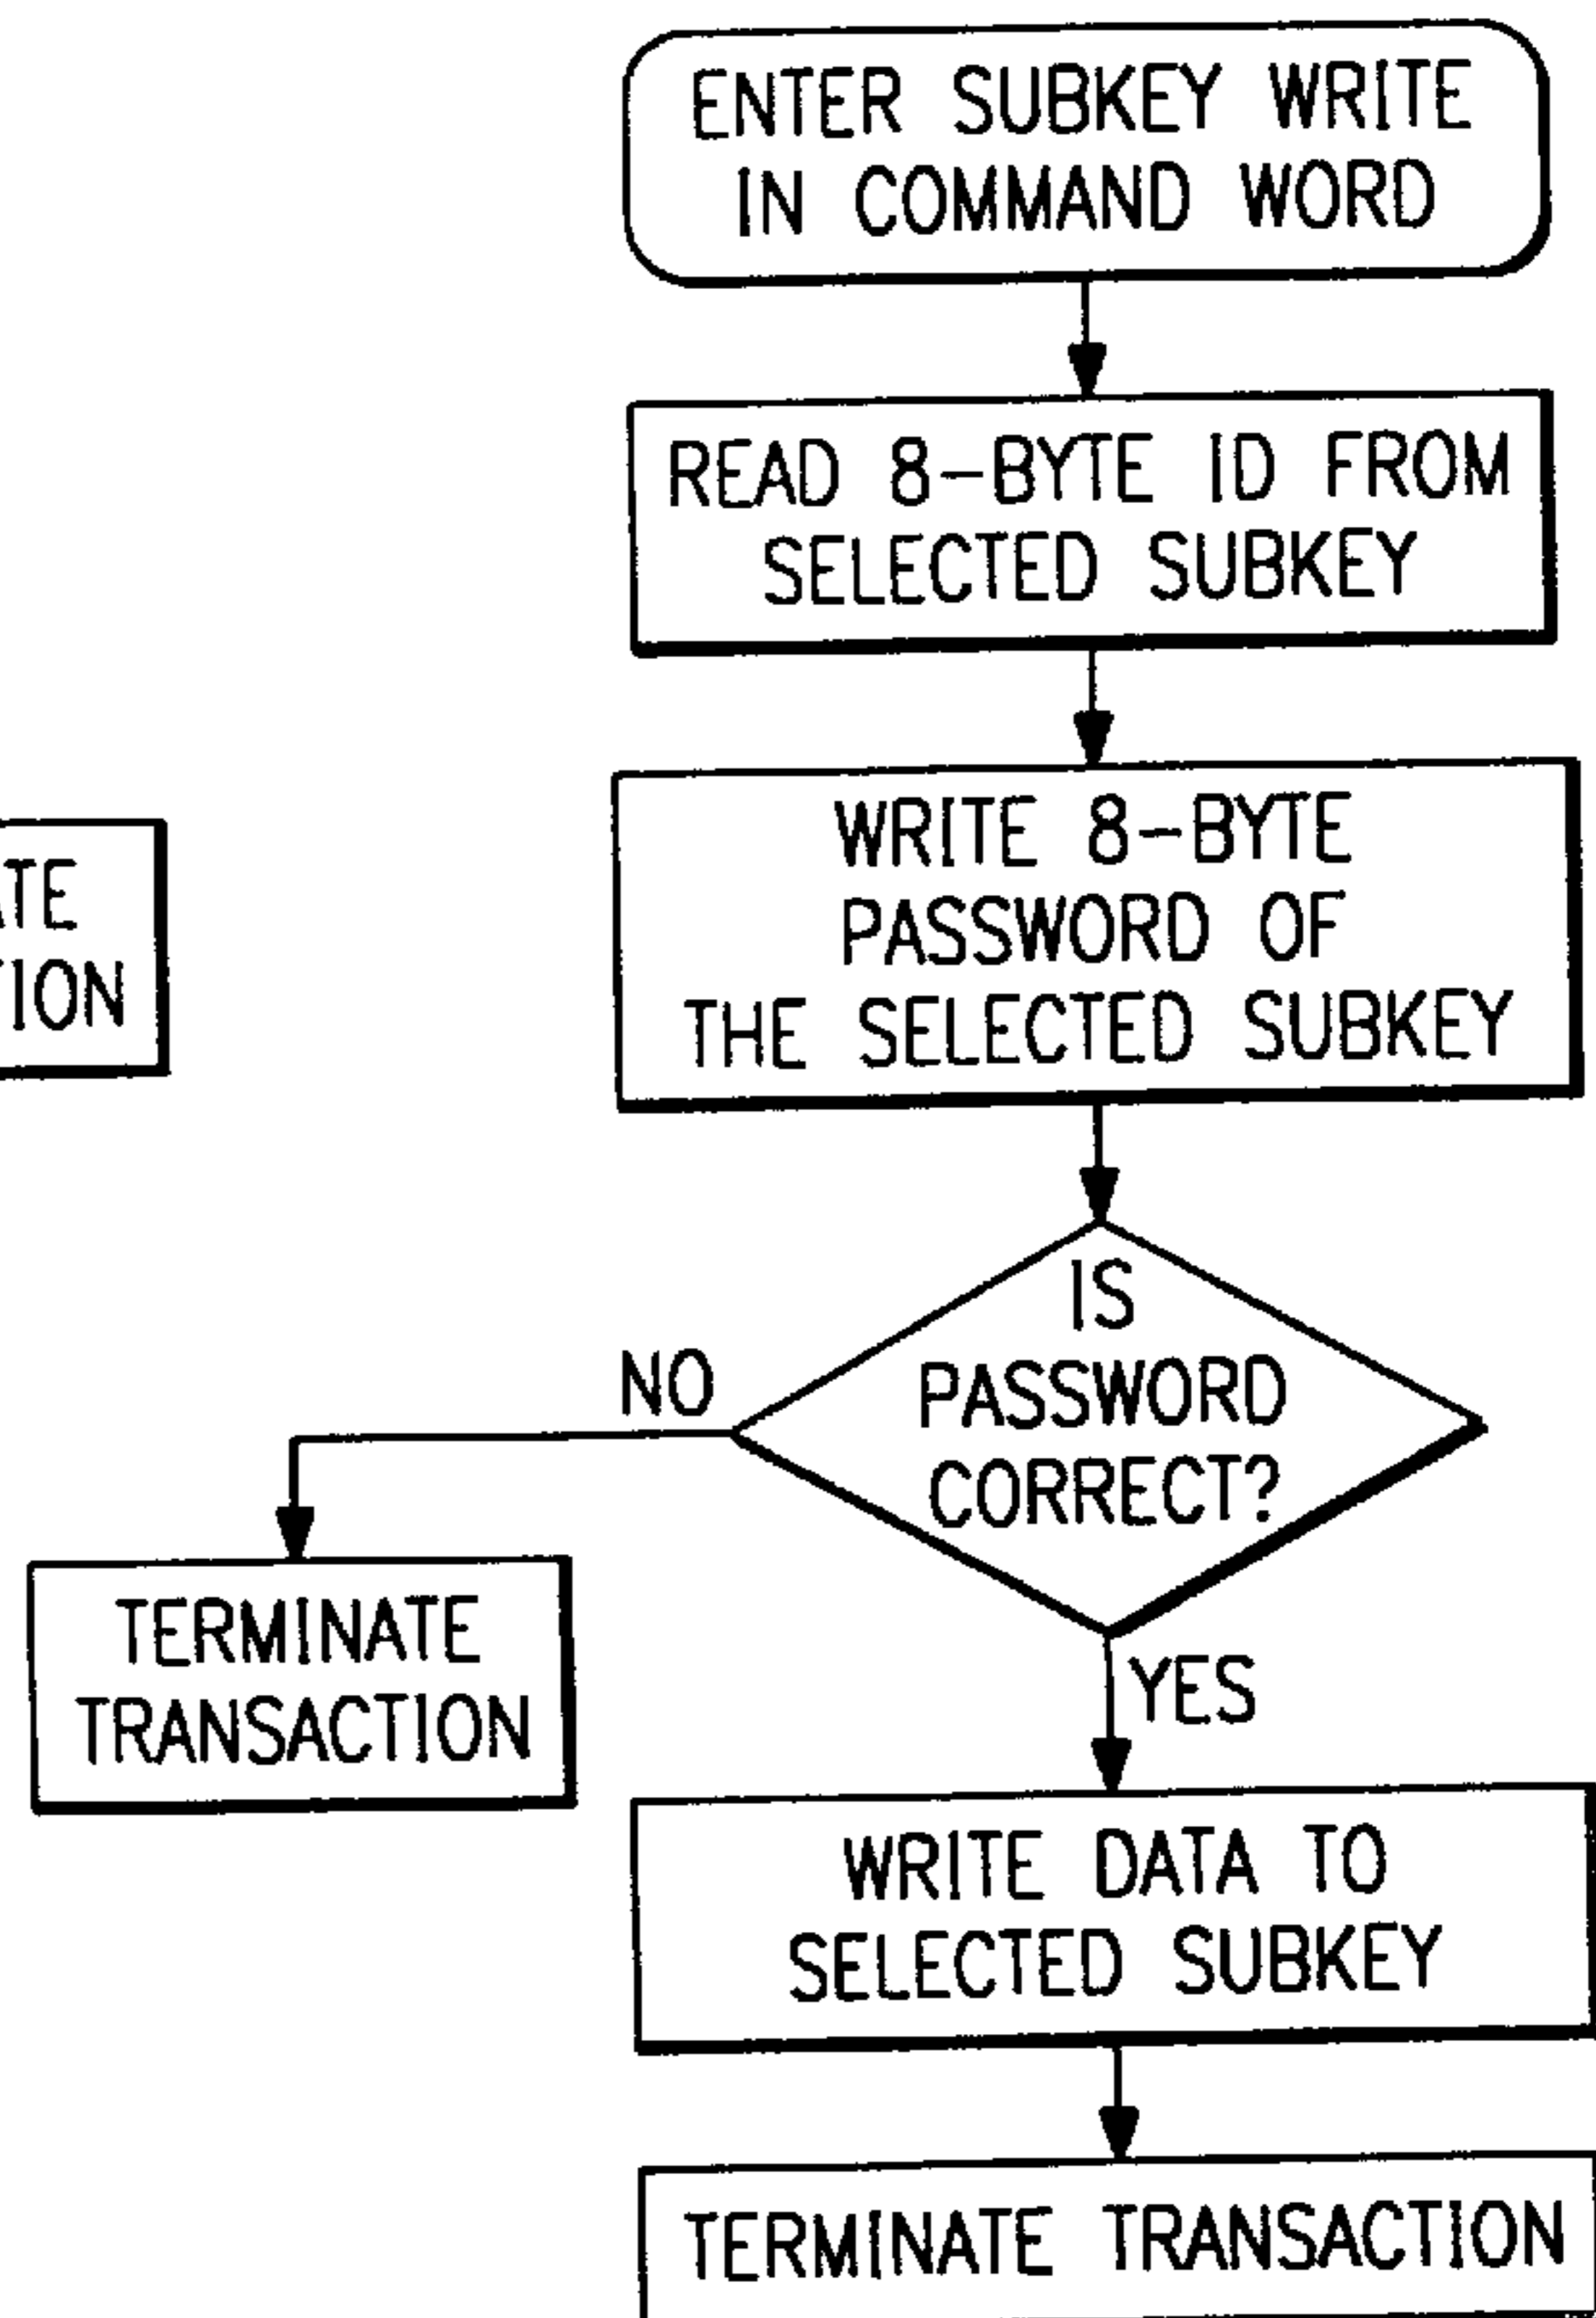 ENTER SUBKEY WRITE
IN COMMAND WORD
READ 8-BYTE ID FROM
SELECTED SUBKEY
WRITE 8-BYTE
PASSWORD OF
THE SELECTED SUBKEY
IS
PASSWORD
CORRECT?
NO
TERMINATE
TRANSACTION
YES
WRITE DATA TO
SELECTED SUBKEY
TERMINATE TRANSACTION